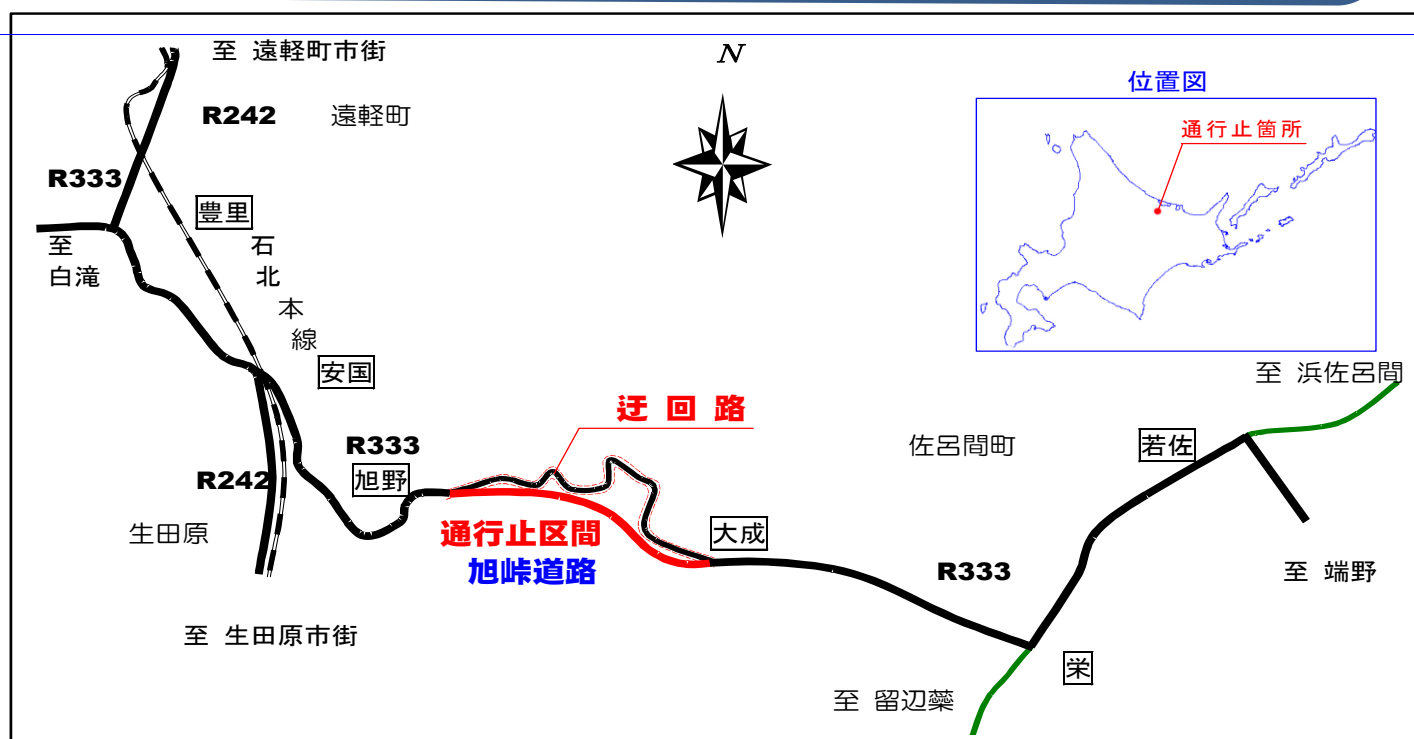 至 遠軽町市街
N
位置図
R242 遠軽町
通行止箇所
R333
豊里
至
白滝
石
北
本
線
安国
至 浜佐呂間
迂回路
R333
佐呂間町
若佐
R242
旭野
生田原
通行止区間
旭峠道路
大成
R333
至 端野
至 生田原市街
栄
至 留辺蘂